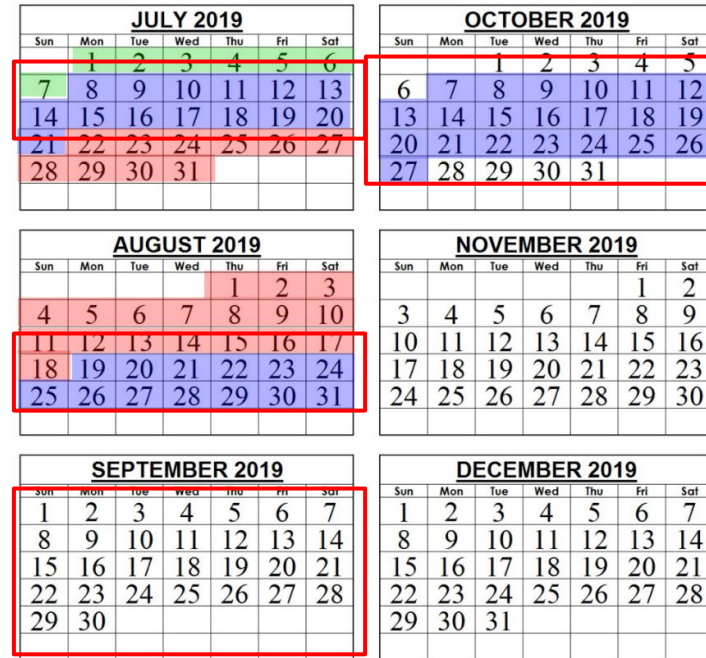 JULY 2019
Sun Mon Tue Wed Thu Fri Sat
1 2 3 4 5 6
7 8 9 10 11 12 13
14 15 16 17 18 19 20
21 22 23 24 25 26 27
28 29 30 31
AUGUST 2019
Sun Mon Tue Wed Thu Fri Sat
1 2 3
4 5 6 7 8 9 10
11 12 13 14 15 16 17
18 19 20 21 22 23 24
25 26 27 28 29 30 31
SEPTEMBER 2019
Sun Mon Tue Wed Thu Fri Sat
1 2 3 4 5 6 7
8 9 10 11 12 13 14
15 16 17 18 19 20 21
22 23 24 25 26 27 28
29 30
OCTOBER 2019
Sun Mon Tue Wed Thu Fri Sat
1 2 3 4 5
6 7 8 9 10 11 12
13 14 15 16 17 18 19
20 21 22 23 24 25 26
27 28 29 30 31
NOVEMBER 2019
Sun Mon Tue Wed Thu Fri Sat
1 2
3 4 5 6 7 8 9
10 11 12 13 14 15 16
17 18 19 20 21 22 23
24 25 26 27 28 29 30
DECEMBER 2019
Sun Mon Tue Wed Thu Fri Sat
1 2 3 4 5 6 7
8 9 10 11 12 13 14
15 16 17 18 19 20 21
22 23 24 25 26 27 28
29 30 31